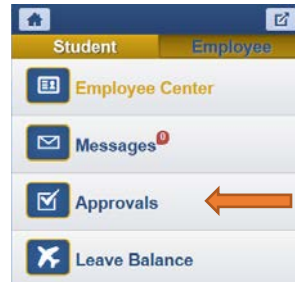 Student Employee
Employee Center
Messages 0
Approvals
Leave Balance